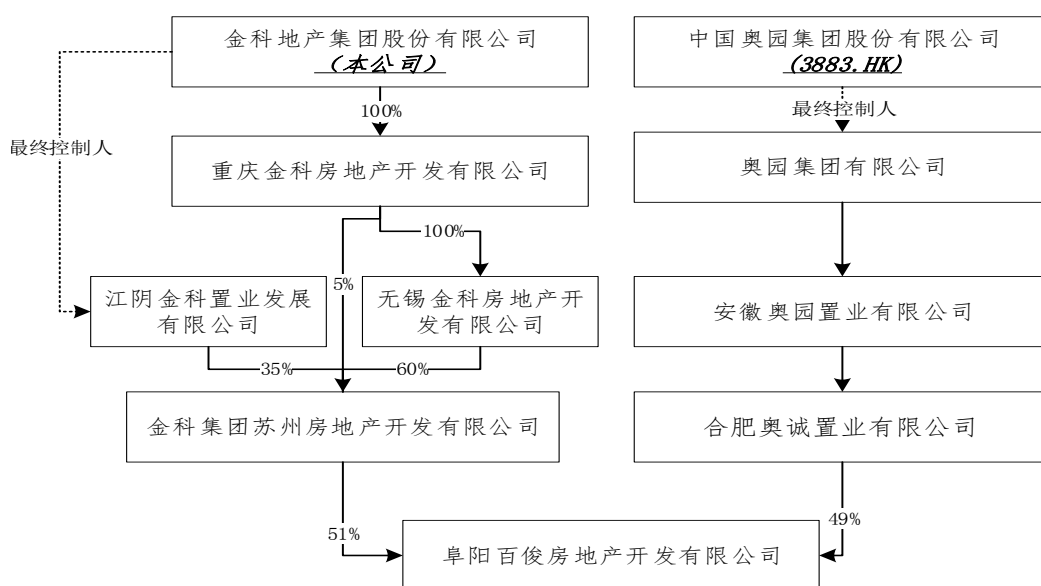 金科地产集团股份有限公司
(本公司)
中国奥园集团股份有限公司
(3883.HK)
100%
最终控制人
最终控制人
重庆金科房地产开发有限公司
奥园集团有限公司
100%
5%
江阴金科置业发展
有限公司
无锡金科房地产开
发有限公司
安徽奥园置业有限公司
35%
60%
金科集团苏州房地产开发有限公司
合肥奥诚置业有限公司
51%
49%
阜阳百俊房地产开发有限公司